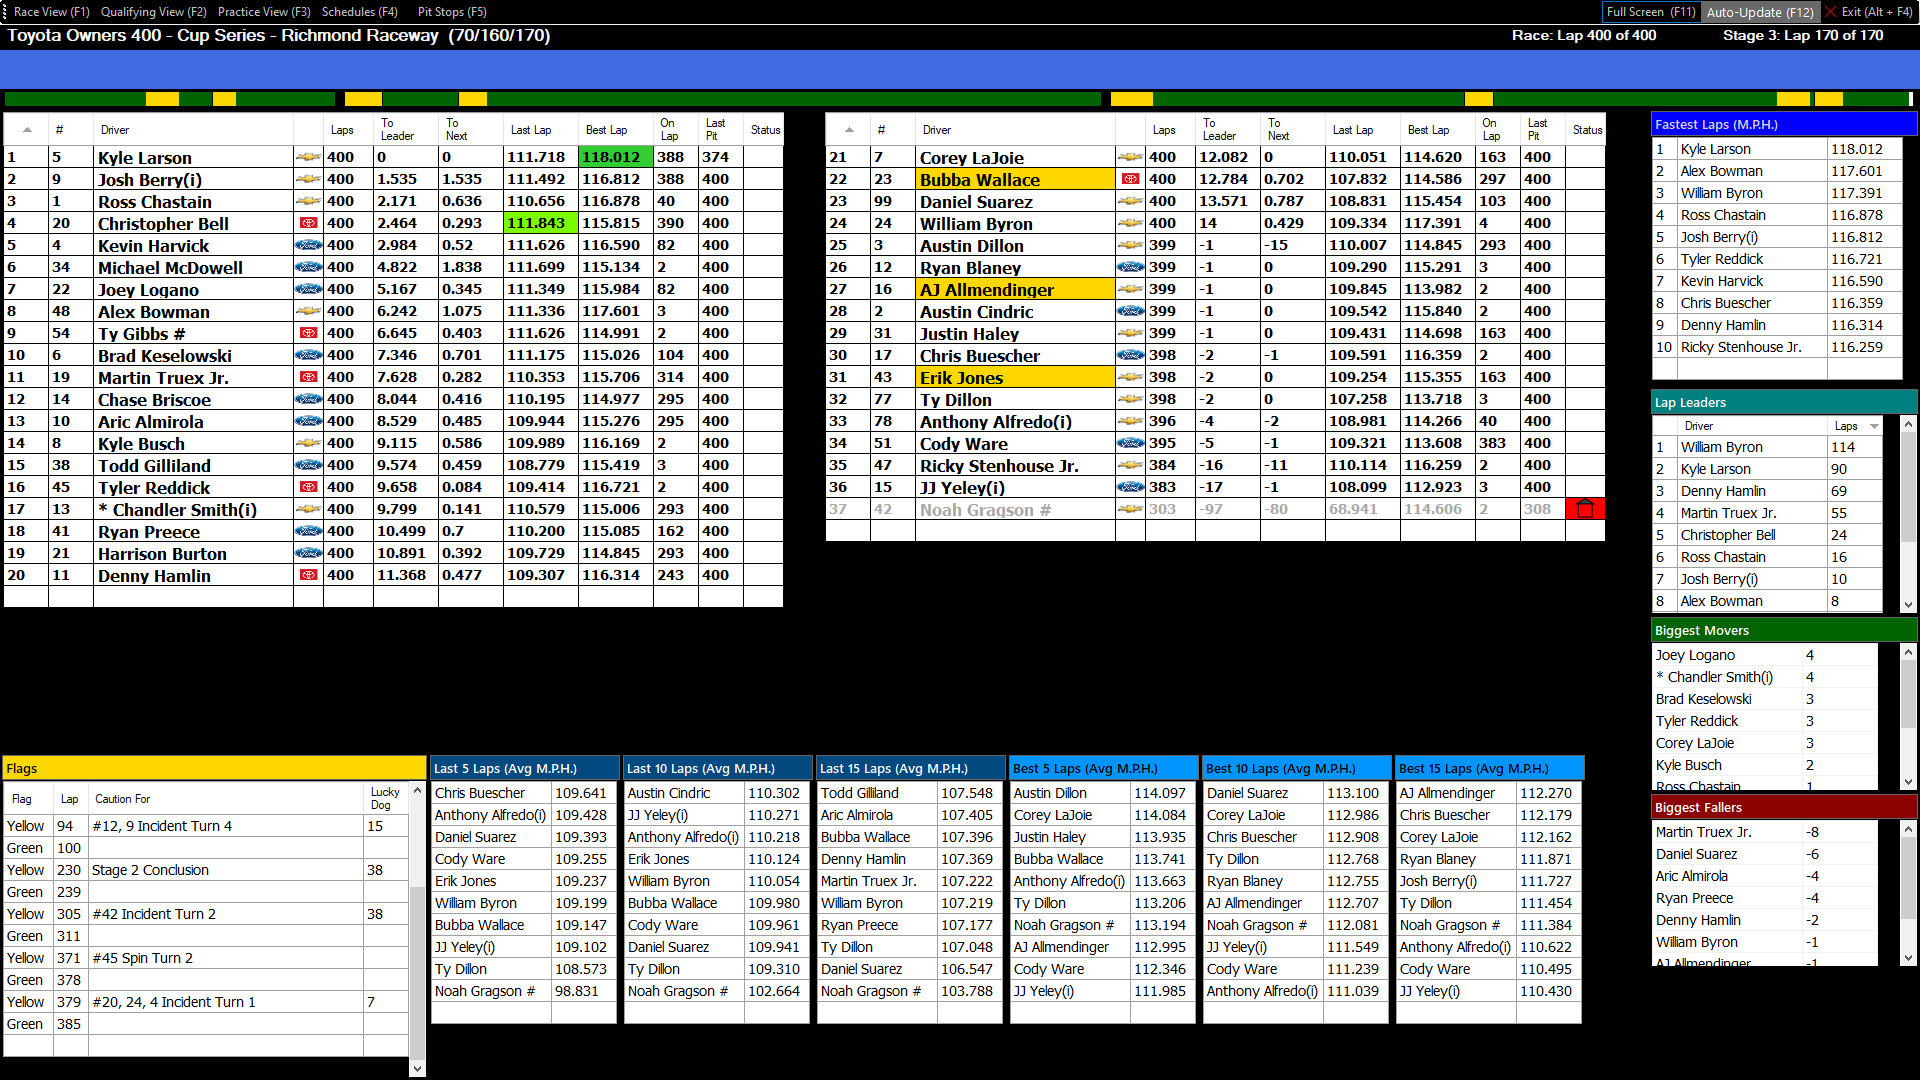 Race View (F1) Qualifying View (F2) Practice View (F3) Schedules (F4) Pit Stops (F5) Full Screen (F11) Auto-Update (F12) Exit (Alt + F4)
Toyota Owners 400 - Cup Series - Richmond Raceway (70/160/170) Race: Lap 400 of 400 Stage 3: Lap 170 of 170
# Driver Laps To Leader To Next Last Lap Best Lap On Lap Last Pit Status
1 5 Kyle Larson 400 0 0 111.718 118.012 388 374
2 9 Josh Berry(i) 400 1.535 1.535 111.492 116.812 388 400
3 1 Ross Chastain 400 2.171 0.636 110.656 116.878 40 400
4 20 Christopher Bell 400 2.464 0.293 111.843 115.815 390 400
5 4 Kevin Harvick 400 2.984 0.52 111.626 116.590 82 400
6 34 Michael McDowell 400 4.822 1.838 111.699 115.134 2 400
7 22 Joey Logano 400 5.167 0.345 111.349 115.984 82 400
8 48 Alex Bowman 400 6.242 1.075 111.336 117.601 3 400
9 54 Ty Gibbs # 400 6.645 0.403 111.626 114.991 2 400
10 6 Brad Keselowski 400 7.346 0.701 111.175 115.026 104 400
11 19 Martin Truex Jr. 400 7.628 0.282 110.353 115.706 314 400
12 14 Chase Briscoe 400 8.044 0.416 110.195 114.977 295 400
13 10 Aric Almirola 400 8.529 0.485 109.944 115.276 295 400
14 8 Kyle Busch 400 9.115 0.586 109.989 116.169 2 400
15 38 Todd Gilliland 400 9.574 0.459 108.779 115.419 3 400
16 45 Tyler Reddick 400 9.658 0.084 109.414 116.721 2 400
17 13 * Chandler Smith(i) 400 9.799 0.141 110.579 115.006 293 400
18 41 Ryan Preece 400 10.499 0.7 110.200 115.085 162 400
19 21 Harrison Burton 400 10.891 0.392 109.729 114.845 293 400
20 11 Denny Hamlin 400 11.368 0.477 109.307 116.314 243 400
# Driver Laps To Leader To Next Last Lap Best Lap On Lap Last Pit Status
21 7 Corey LaJoie 400 12.082 0 110.051 114.620 163 400
22 23 Bubba Wallace 400 12.784 0.702 107.832 114.586 297 400
23 99 Daniel Suarez 400 13.571 0.787 108.831 115.454 103 400
24 24 William Byron 400 14 0.429 109.334 117.391 4 400
25 3 Austin Dillon 399 -1 -15 110.007 114.845 293 400
26 12 Ryan Blaney 399 -1 0 109.290 115.291 3 400
27 16 AJ Allmendinger 399 -1 0 109.845 113.982 2 400
28 2 Austin Cindric 399 -1 0 109.542 115.840 2 400
29 31 Justin Haley 399 -1 0 109.431 114.698 163 400
30 17 Chris Buescher 398 -2 -1 109.591 116.359 2 400
31 43 Erik Jones 398 -2 0 109.254 115.355 163 400
32 77 Ty Dillon 398 -2 0 107.258 113.718 3 400
33 78 Anthony Alfredo(i) 396 -4 -2 108.981 114.266 40 400
34 51 Cody Ware 395 -5 -1 109.321 113.608 383 400
35 47 Ricky Stenhouse Jr. 384 -16 -11 110.114 116.259 2 400
36 15 JJ Yeley(i) 383 -17 -1 108.099 112.923 3 400
37 42 Noah Gragson # 303 -97 -80 68.941 114.606 2 308
Fastest Laps (M.P.H.)
1 Kyle Larson 118.012
2 Alex Bowman 117.601
3 William Byron 117.391
4 Ross Chastain 116.878
5 Josh Berry(i) 116.812
6 Tyler Reddick 116.721
7 Kevin Harvick 116.590
8 Chris Buescher 116.359
9 Denny Hamlin 116.314
10 Ricky Stenhouse Jr. 116.259
Lap Leaders
Driver Laps
1 William Byron 114
2 Kyle Larson 90
3 Denny Hamlin 69
4 Martin Truex Jr. 55
5 Christopher Bell 24
6 Ross Chastain 16
7 Josh Berry(i) 10
8 Alex Bowman 8
Biggest Movers
Joey Logano 4
* Chandler Smith(i) 4
Brad Keselowski 3
Tyler Reddick 3
Corey LaJoie 3
Kyle Busch 2
Ross Chastain 1
Biggest Fallers
Martin Truex Jr. -8
Daniel Suarez -6
Aric Almirola -4
Ryan Preece -4
Denny Hamlin -2
William Byron -1
AJ Allmendinger -1
Flags
Flag Lap Caution For Lucky Dog
Yellow 94 #12, 9 Incident Turn 4 15
Green 100
Yellow 230 Stage 2 Conclusion 38
Green 239
Yellow 305 #42 Incident Turn 2 38
Green 311
Yellow 371 #45 Spin Turn 2
Green 378
Yellow 379 #20, 24, 4 Incident Turn 1 7
Green 385
Last 5 Laps (Avg M.P.H.)
Chris Buescher 109.641
Anthony Alfredo(i) 109.428
Daniel Suarez 109.393
Cody Ware 109.255
Erik Jones 109.237
William Byron 109.199
Bubba Wallace 109.147
JJ Yeley(i) 109.102
Ty Dillon 108.573
Noah Gragson # 98.831
Last 10 Laps (Avg M.P.H.)
Austin Cindric 110.302
JJ Yeley(i) 110.271
Anthony Alfredo(i) 110.218
Erik Jones 110.124
William Byron 110.054
Bubba Wallace 109.980
Cody Ware 109.961
Daniel Suarez 109.941
Ty Dillon 109.310
Noah Gragson # 102.664
Last 15 Laps (Avg M.P.H.)
Todd Gilliland 107.548
Aric Almirola 107.405
Bubba Wallace 107.396
Denny Hamlin 107.369
Martin Truex Jr. 107.222
William Byron 107.219
Ryan Preece 107.177
Ty Dillon 107.048
Daniel Suarez 106.547
Noah Gragson # 103.788
Best 5 Laps (Avg M.P.H.)
Austin Dillon 114.097
Corey LaJoie 114.084
Justin Haley 113.935
Bubba Wallace 113.741
Anthony Alfredo(i) 113.663
Ty Dillon 113.206
Noah Gragson # 113.194
AJ Allmendinger 112.995
Cody Ware 112.346
JJ Yeley(i) 111.985
Best 10 Laps (Avg M.P.H.)
Daniel Suarez 113.100
Corey LaJoie 112.986
Chris Buescher 112.908
Ty Dillon 112.768
Ryan Blaney 112.755
AJ Allmendinger 112.707
Noah Gragson # 112.081
JJ Yeley(i) 111.549
Cody Ware 111.239
Anthony Alfredo(i) 111.039
Best 15 Laps (Avg M.P.H.)
AJ Allmendinger 112.270
Chris Buescher 112.179
Corey LaJoie 112.162
Ryan Blaney 111.871
Josh Berry(i) 111.727
Ty Dillon 111.454
Noah Gragson # 111.384
Anthony Alfredo(i) 110.622
Cody Ware 110.495
JJ Yeley(i) 110.430